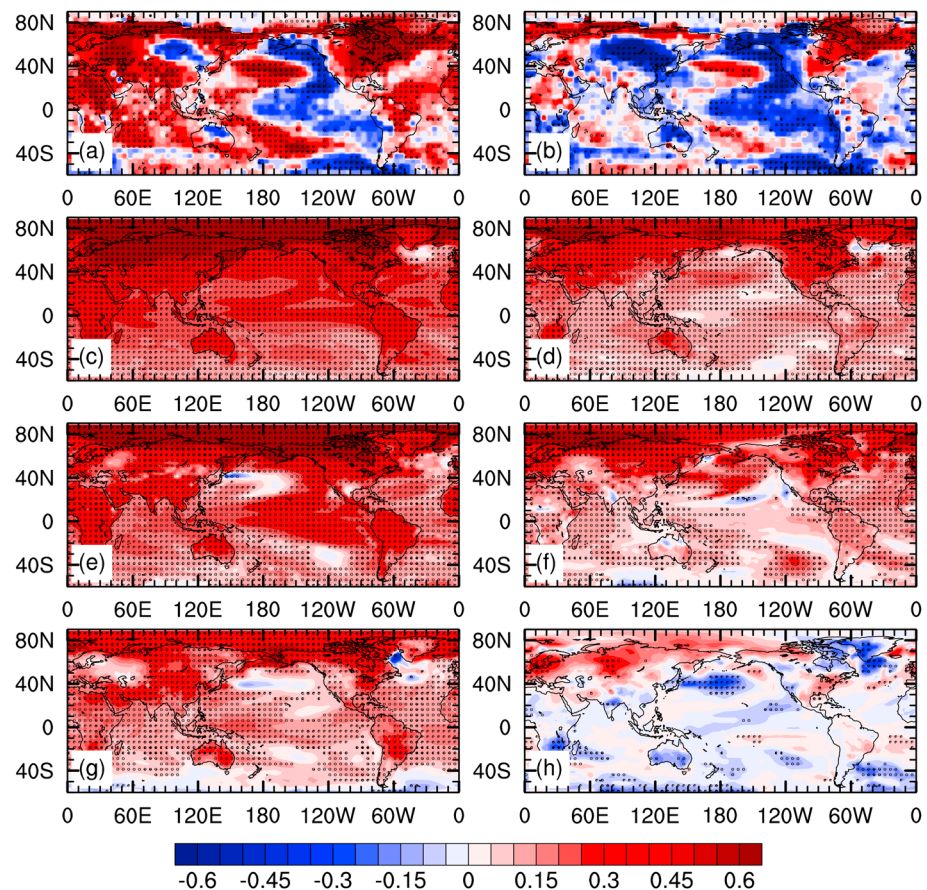 80N 40N 0 40S (a) (b) 80N 40N 0 40S
0 60E 120E 180 120W 60W 0 0 60E 120E 180 120W 60W 0
80N 40N 0 40S (c) (d) 80N 40N 0 40S
0 60E 120E 180 120W 60W 0 0 60E 120E 180 120W 60W 0
80N 40N 0 40S (e) (f) 80N 40N 0 40S
0 60E 120E 180 120W 60W 0 0 60E 120E 180 120W 60W 0
80N 40N 0 40S (g) (h) 80N 40N 0 40S
0 60E 120E 180 120W 60W 0 0 60E 120E 180 120W 60W 0
-0.6 -0.45 -0.3 -0.15 0 0.15 0.3 0.45 0.6